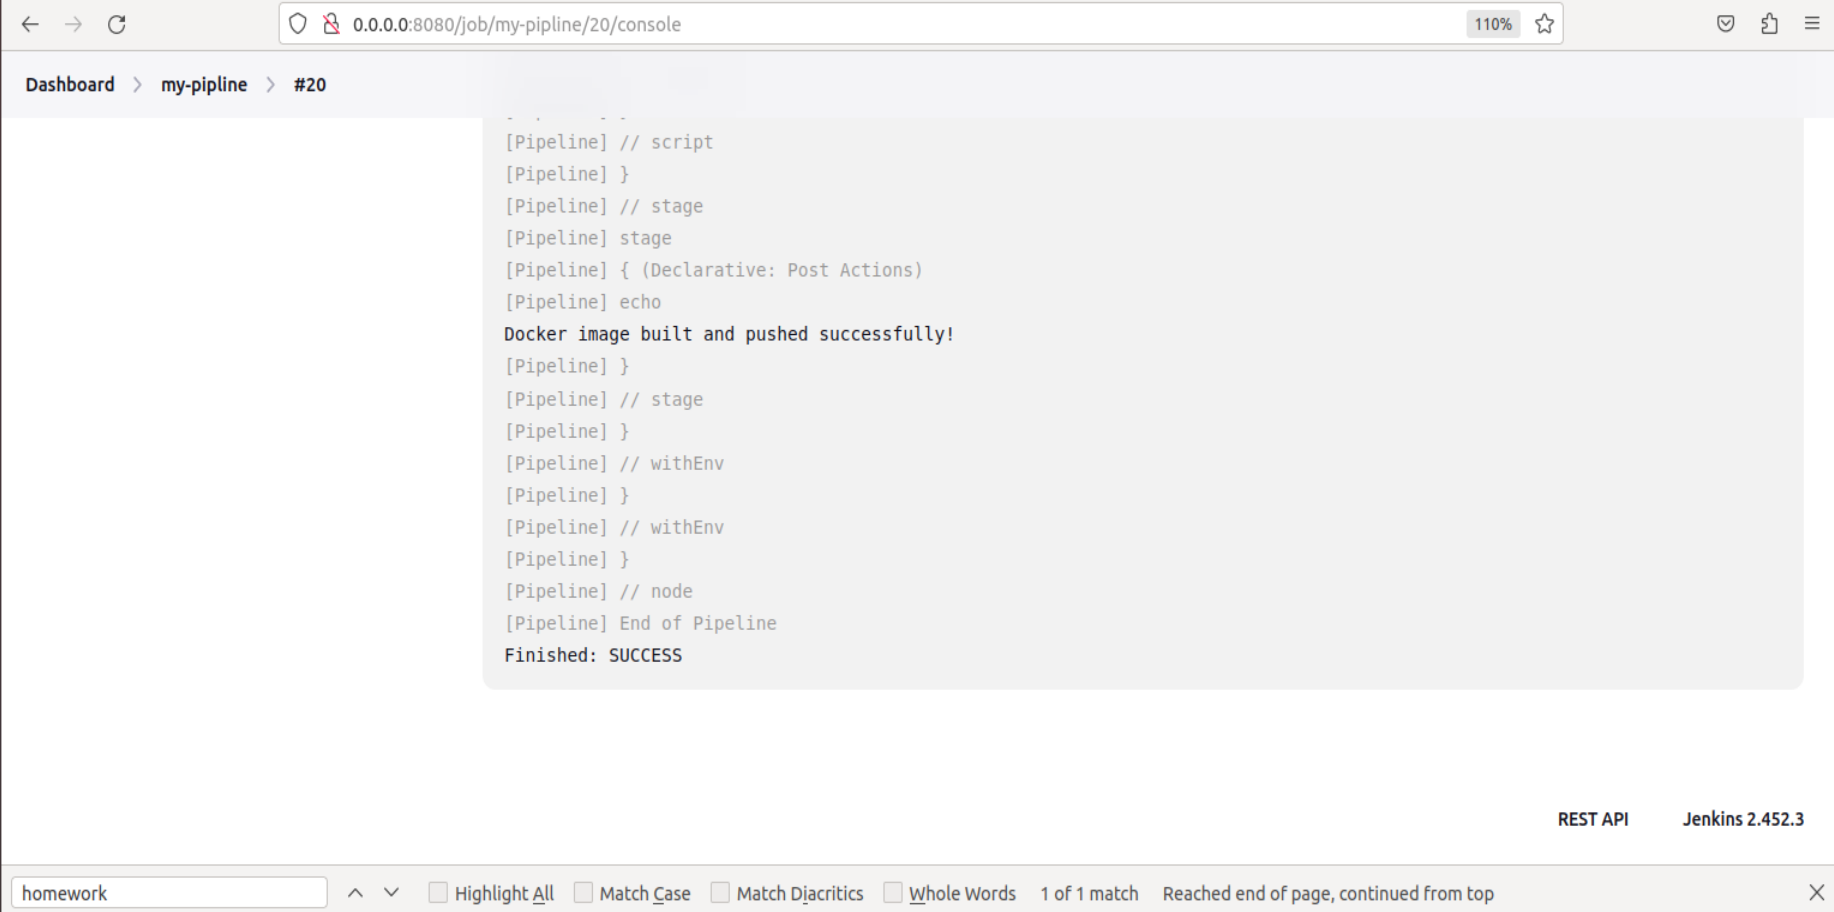 0.0.0.0:8080/job/my-pipline/20/console 110%
Dashboard my-pipline #20
[Pipeline] // script
[Pipeline] }
[Pipeline] // stage
[Pipeline] stage
[Pipeline] { (Declarative: Post Actions)
[Pipeline] echo
Docker image built and pushed successfully!
[Pipeline] }
[Pipeline] // stage
[Pipeline] }
[Pipeline] // withEnv
[Pipeline] }
[Pipeline] // withEnv
[Pipeline] }
[Pipeline] // node
[Pipeline] End of Pipeline
Finished: SUCCESS
REST API Jenkins 2.452.3
homework Highlight All Match Case Match Diacritics Whole Words 1 of 1 match Reached end of page, continued from top